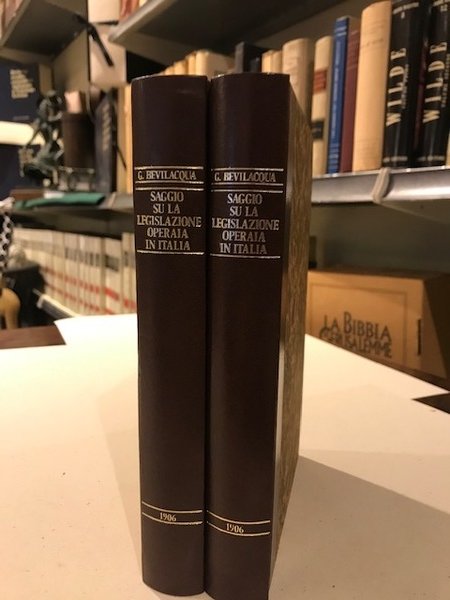 G. BEVILACQUA
SAGGIO
SU LA
LEGISLAZIONE
OPERAIA
IN ITALIA
1906
G. BEVILACQUA
SAGGIO
SU LA
LEGISLAZIONE
OPERAIA
IN ITALIA
1906
WILDE
WILDE
LA BIBBIA
GERUSALEMME